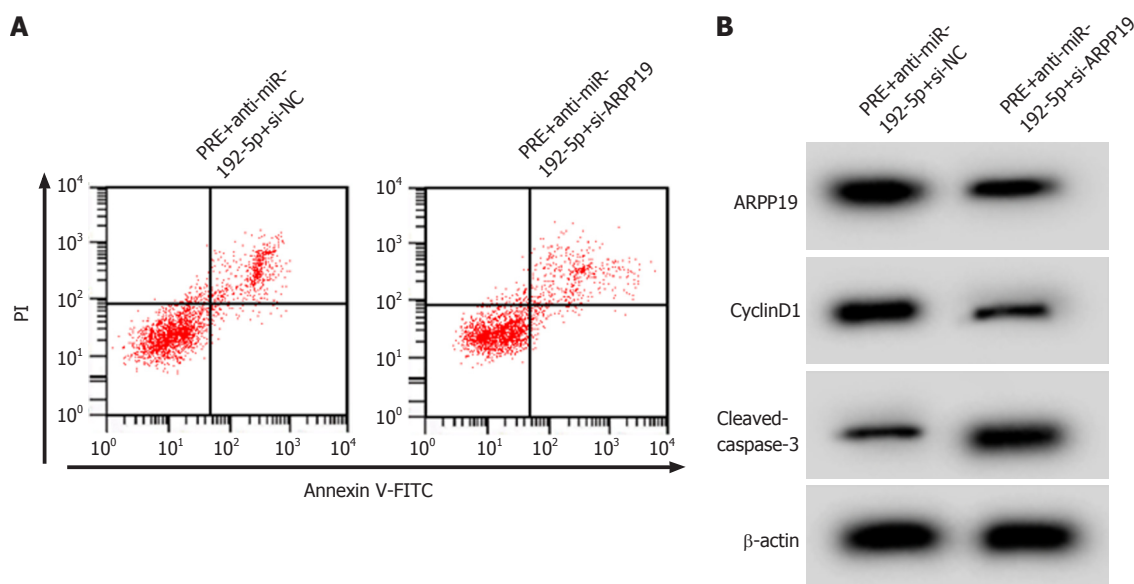 A
PRE+anti-miR-
192-5p+si-NC
PRE+anti-miR-
192-5p+si-ARPP19
10⁴
10³
10²
10¹
10⁰
10⁰ 10¹ 10² 10³ 10⁴
10⁴
10³
10²
10¹
10⁰
10⁰ 10¹ 10² 10³ 10⁴
PI
Annexin V-FITC
B
PRE+anti-miR-
192-5p+si-NC
PRE+anti-miR-
192-5p+si-ARPP19
ARPP19
CyclinD1
Cleaved-
caspase-3
β-actin